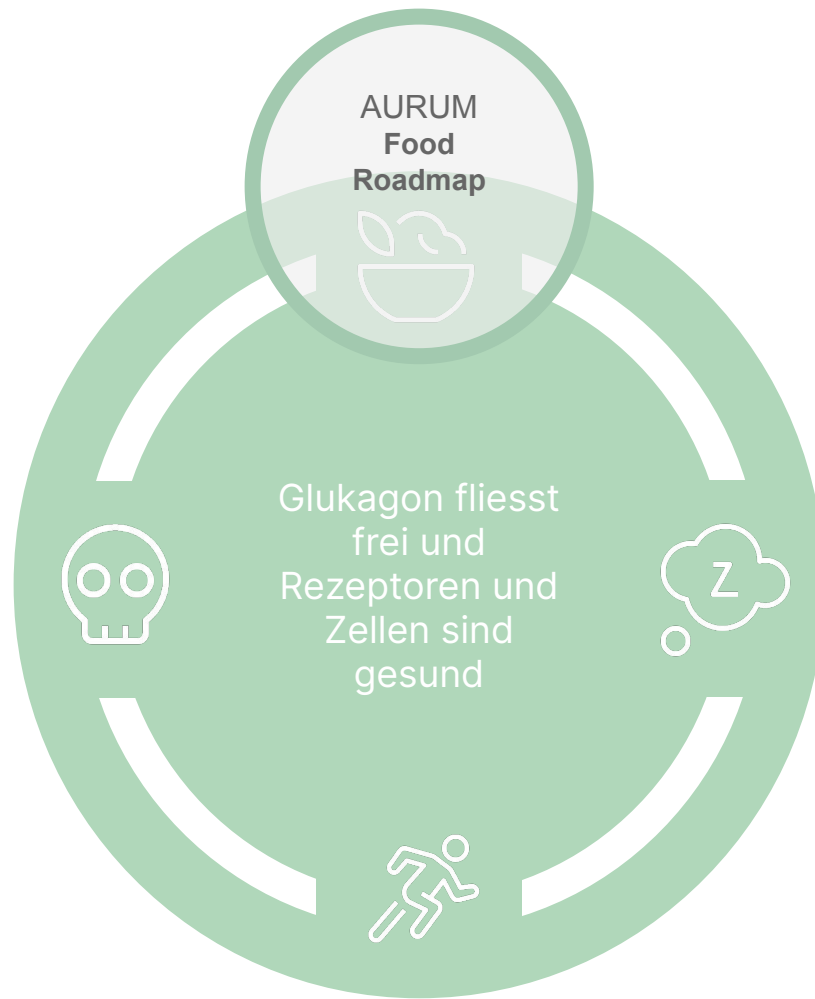 AURUM
Food
Roadmap
Glukagon fliesst
frei und
Rezeptoren und
Zellen sind
gesund
Z